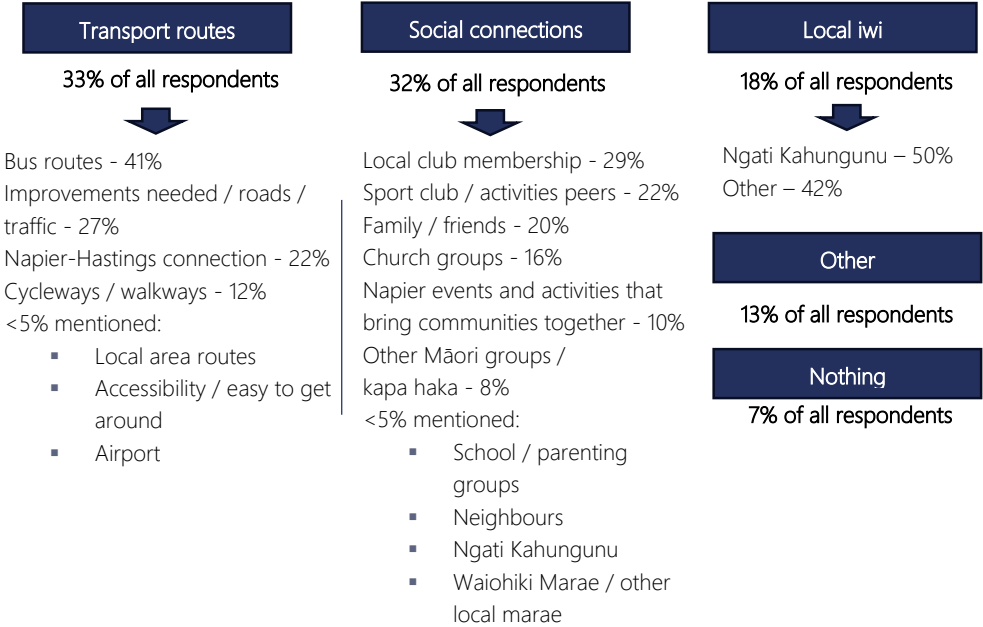 Transport routes
33% of all respondents
Bus routes - 41%
Improvements needed / roads /
traffic - 27%
Napier-Hastings connection - 22%
Cycleways / walkways - 12%
<5% mentioned:
▪ Local area routes
▪ Accessibility / easy to get
around
▪ Airport
Social connections
32% of all respondents
Local club membership - 29%
Sport club / activities peers - 22%
Family / friends - 20%
Church groups - 16%
Napier events and activities that
bring communities together - 10%
Other Māori groups /
kapa haka - 8%
<5% mentioned:
▪ School / parenting
groups
▪ Neighbours
▪ Ngati Kahungunu
▪ Waiohiki Marae / other
local marae
Local iwi
18% of all respondents
Ngati Kahungunu – 50%
Other – 42%
Other
13% of all respondents
Nothing
7% of all respondents